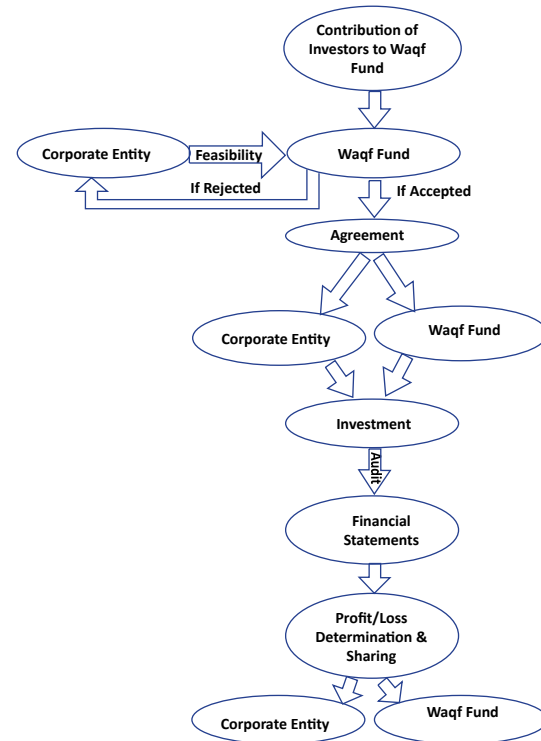 Contribution of
Investors to Waqf
Fund
Corporate Entity
Feasibility
Waqf Fund
If Rejected
If Accepted
Agreement
Corporate Entity
Waqf Fund
Investment
Audit
Financial
Statements
Profit/Loss
Determination &
Sharing
Corporate Entity
Waqf Fund